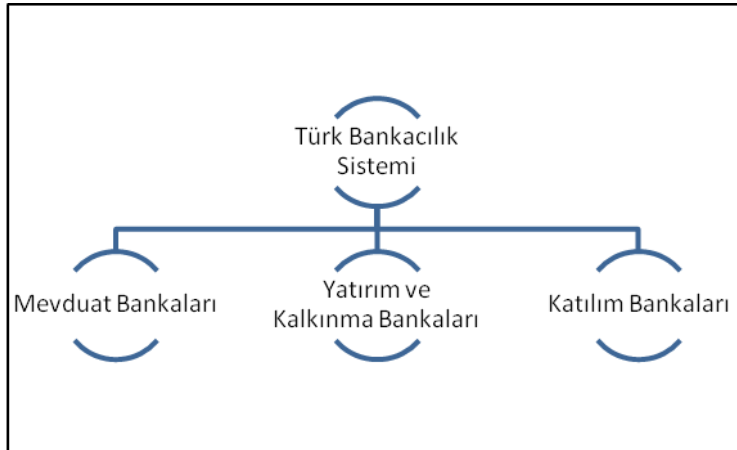 Türk Bankacılık
Sistemi
Mevduat Bankaları
Yatırım ve
Kalkınma Bankaları
Katılım Bankaları